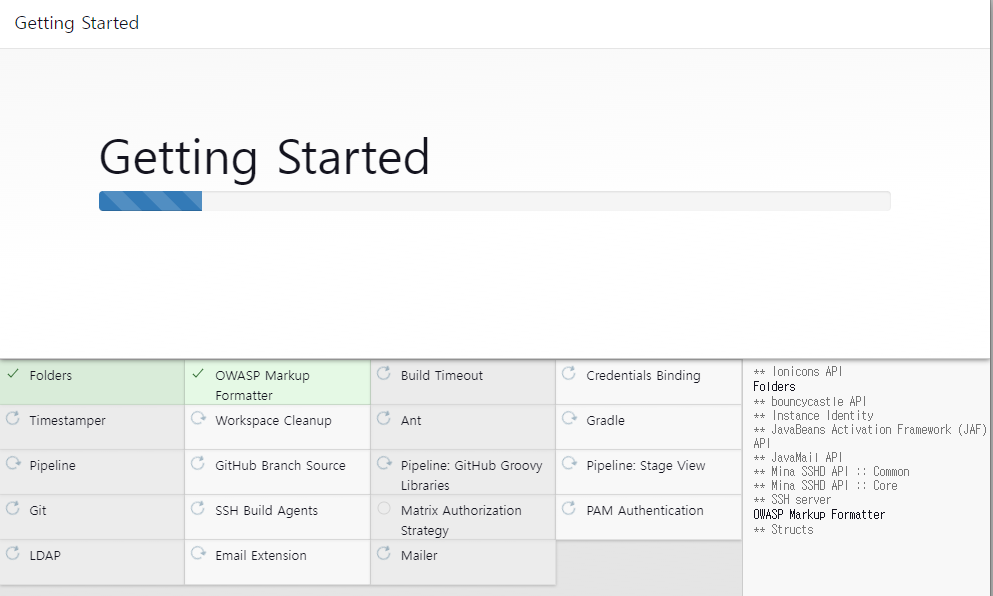 Getting Started
Getting Started
Folders
OWASP Markup
Formatter
Build Timeout
Credentials Binding
Timestamper
Workspace Cleanup
Ant
Gradle
Pipeline
GitHub Branch Source
Pipeline: GitHub Groovy
Libraries
Pipeline: Stage View
Git
SSH Build Agents
Matrix Authorization
Strategy
PAM Authentication
LDAP
Email Extension
Mailer
** Ionicons API
Folders
** bouncycastle API
** Instance Identity
** JavaBeans Activation Framework (JAF)
API
** JavaMail API
** Mina SSHD API :: Common
** Mina SSHD API :: Core
** SSH server
OWASP Markup Formatter
** Structs